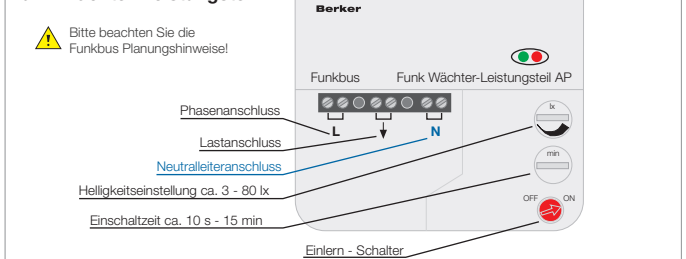 Berker
Bitte beachten Sie die
Funkbus Planungshinweise!
Funkbus Funk Wächter-Leistungsteil AP
Phasenanschluss
L
N
Lastanschluss
Neutralleiteranschluss
Helligkeitseinstellung ca. 3 - 80 lx
lx
min
Einschaltzeit ca. 10 s - 15 min
OFF ON
Einlern - Schalter